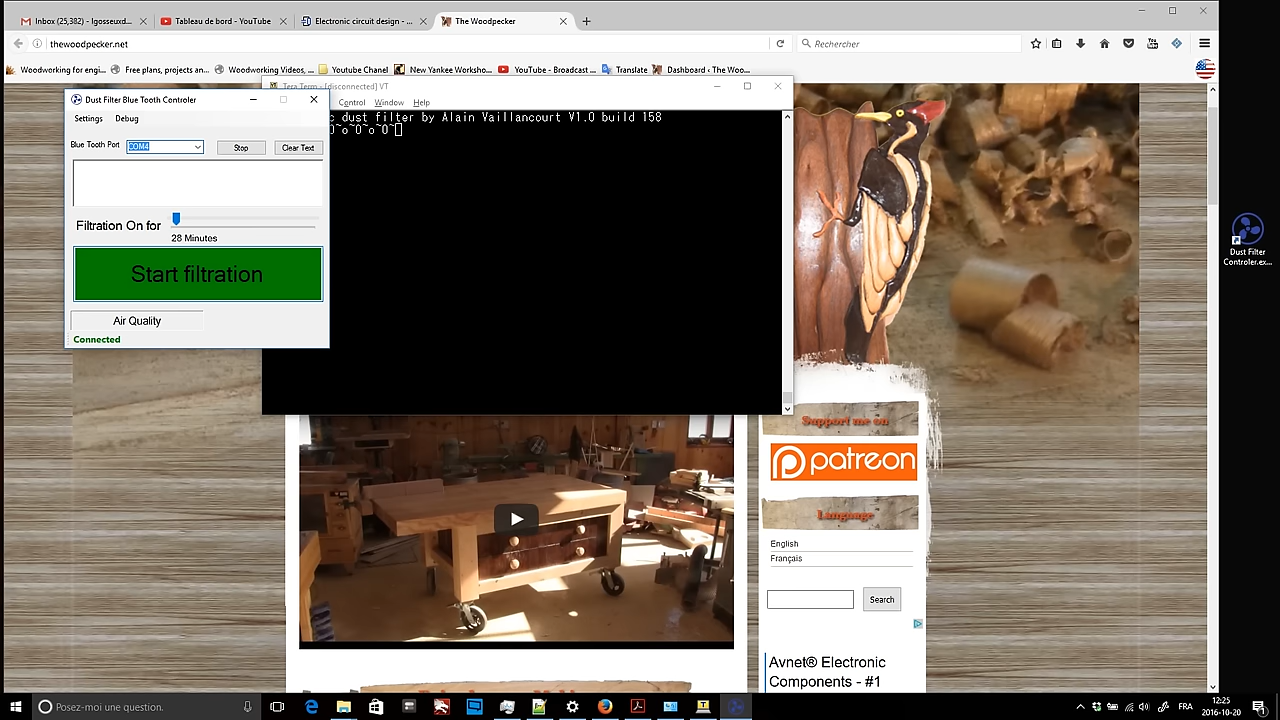 Inbox (25,382) - lgosseuxd...
Tableau de bord - YouTube
Electronic circuit design - ...
The Woodpecker
thewoodpecker.net
Rechercher
Woodworking for engi...
Free plans, projects an...
Woodworking Videos, ...
Youtube Chanel
New Yankee Worksho...
YouTube - Broadcast ...
Translate
Dashboard ‹ The Woo...
Tera Term - [disconnected] VT
Control
Window
Help
c dust filter by Alain Vaillancourt V1.0 build 158
Dust Filter Blue Tooth Controler
Settings
Debug
Blue Tooth Port
COM4
Stop
Clear Text
Filtration On for
28 Minutes
Start filtration
Air Quality
Connected
Dust Filter
Controler.ex...
Support me on
patreon
Language
English
Français
Search
Avnet® Electronic
Components - #1
Posez-moi une question.
FRA
12:25
2016-10-20